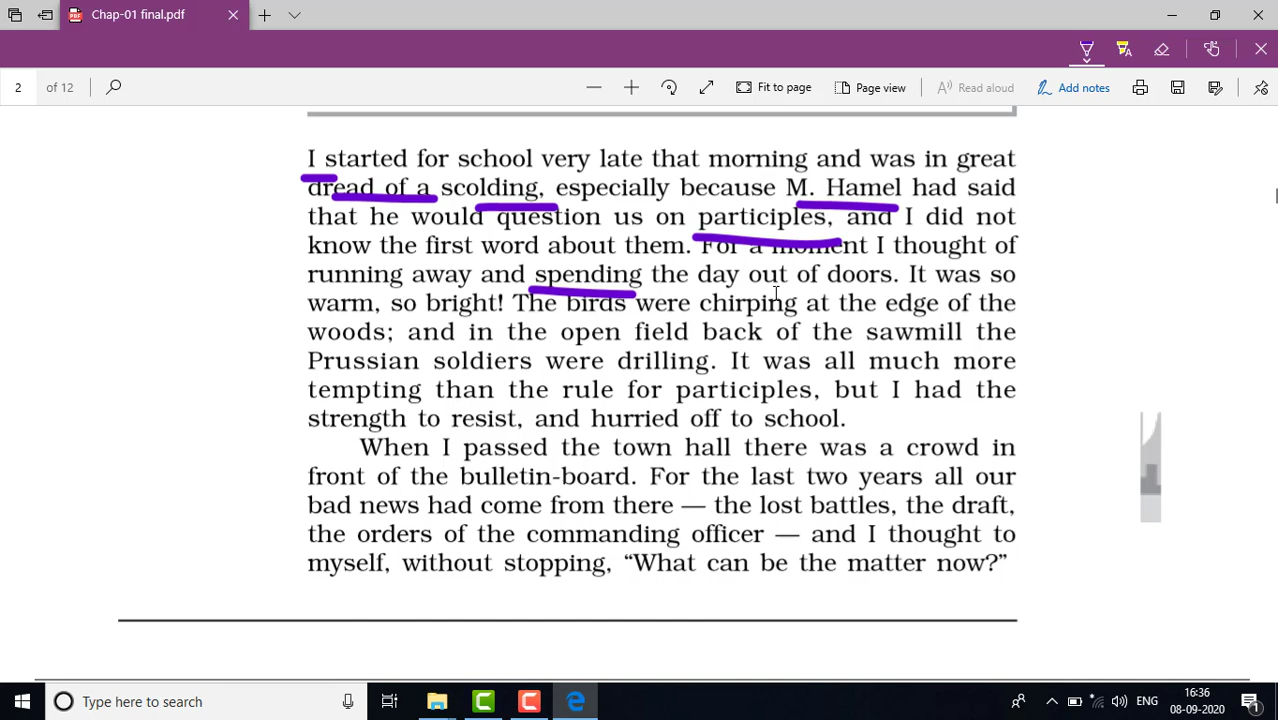 Chap-01 final.pdf
2 of 12
Fit to page
Page view
Read aloud
Add notes
I started for school very late that morning and was in great
dread of a scolding, especially because M. Hamel had said
that he would question us on participles, and I did not
know the first word about them. For a moment I thought of
running away and spending the day out of doors. It was so
warm, so bright! The birds were chirping at the edge of the
woods; and in the open field back of the sawmill the
Prussian soldiers were drilling. It was all much more
tempting than the rule for participles, but I had the
strength to resist, and hurried off to school.
When I passed the town hall there was a crowd in
front of the bulletin-board. For the last two years all our
bad news had come from there — the lost battles, the draft,
the orders of the commanding officer — and I thought to
myself, without stopping, “What can be the matter now?”
Type here to search
ENG
16:36
08-09-2020